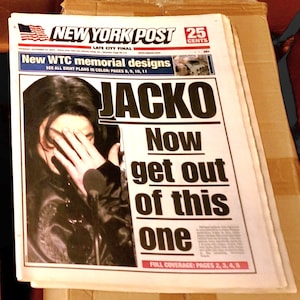 NEW YORK POST
LATE CITY FINAL
25
CENTS
New WTC memorial designs
SEE ALL EIGHT PLANS IN COLOR: PAGES 8, 9, 10, 11
JACKO
Now
get out
of this
one
FULL COVERAGE: PAGES 2, 3, 4, 5